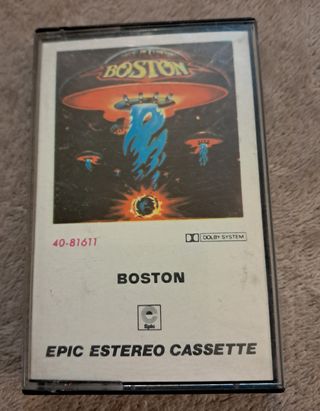 BOSTON
40-81611
DOLBY SYSTEM
BOSTON
Epic
EPIC ESTEREO CASSETTE